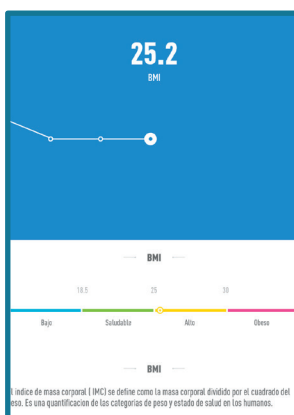 25.2
BMI
BMI
18.5 25 30
Bajo Saludable Alto Obeso
BMI
l indice de masa corporal ( IMC) se define como la masa corporal dividido por el cuadrado del
eso. Es una quantificacion de las categorias de peso y estado de salud en los humanos.